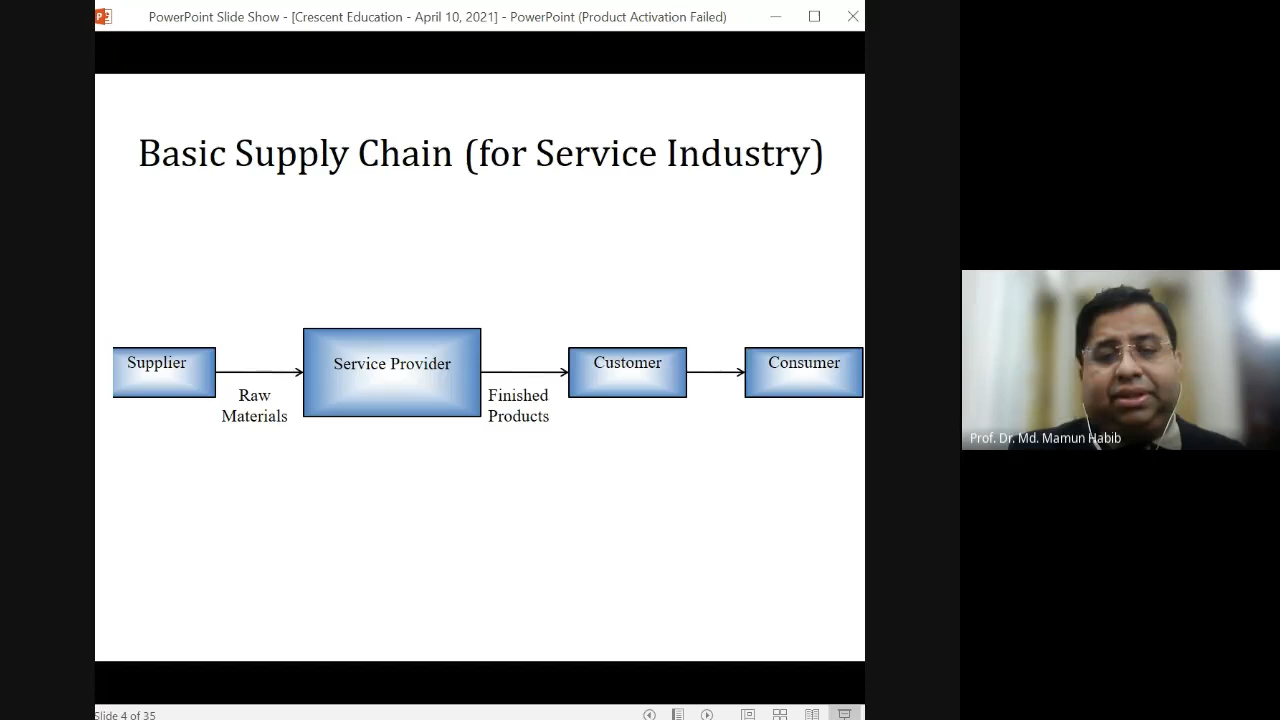 PowerPoint Slide Show - [Crescent Education - April 10, 2021] - PowerPoint (Product Activation Failed)
Basic Supply Chain (for Service Industry)
Supplier
Raw
Materials
Service Provider
Finished
Products
Customer
Consumer
Prof. Dr. Md. Mamun Habib
Slide 4 of 35